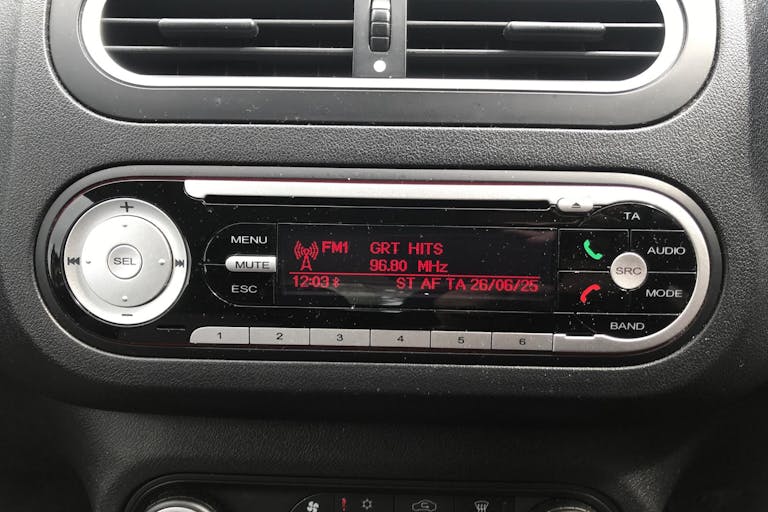 TA
MENU
FM1 GRT HITS
AUDIO
MUTE
96.80 MHz
SEL
SRC
12:03 ST AF TA 26/06/25
ESC
MODE
BAND
1 2 3 4 5 6